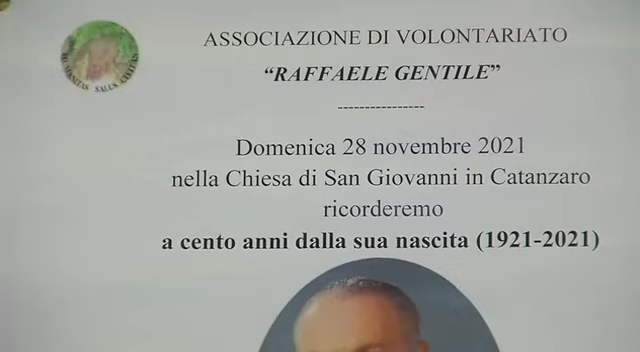 ASSOCIAZIONE DI VOLONTARIATO
“RAFFAELE GENTILE”
----------------
Domenica 28 novembre 2021
nella Chiesa di San Giovanni in Catanzaro
ricorderemo
a cento anni dalla sua nascita (1921-2021)
SALUS